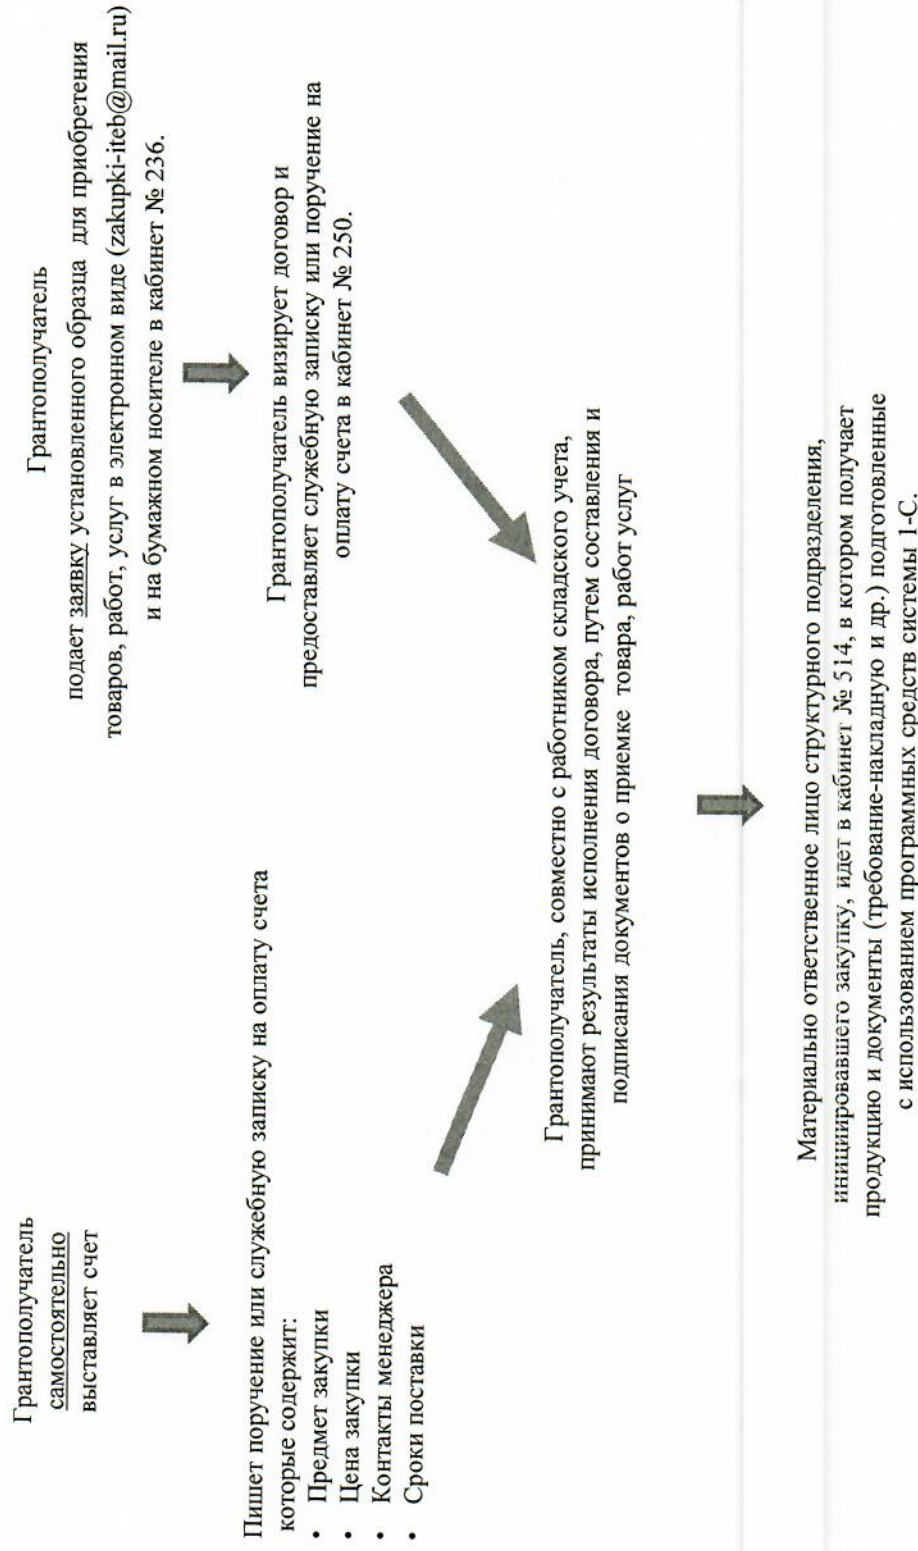 Грантополучатель
самостоятельно
выставляет счет
Пишет поручение или служебную записку на оплату счета
которые содержит:
• Предмет закупки
• Цена закупки
• Контакты менеджера
• Сроки поставки
Грантополучатель
подает заявку установленного образца для приобретения
товаров, работ, услуг в электронном виде (zakupki-iteb@mail.ru)
и на бумажном носителе в кабинет № 236.
Грантополучатель визирует договор и
предоставляет служебную записку или поручение на
оплату счета в кабинет № 250.
Грантополучатель, совместно с работником складского учета,
принимают результаты исполнения договора, путем составления и
подписания документов о приемке товара, работ услуг
Материально ответственное лицо структурного подразделения,
инициировавшего закупку, идет в кабинет № 514, в котором получает
продукцию и документы (требование-накладную и др.) подготовленные
с использованием программных средств системы 1-С.